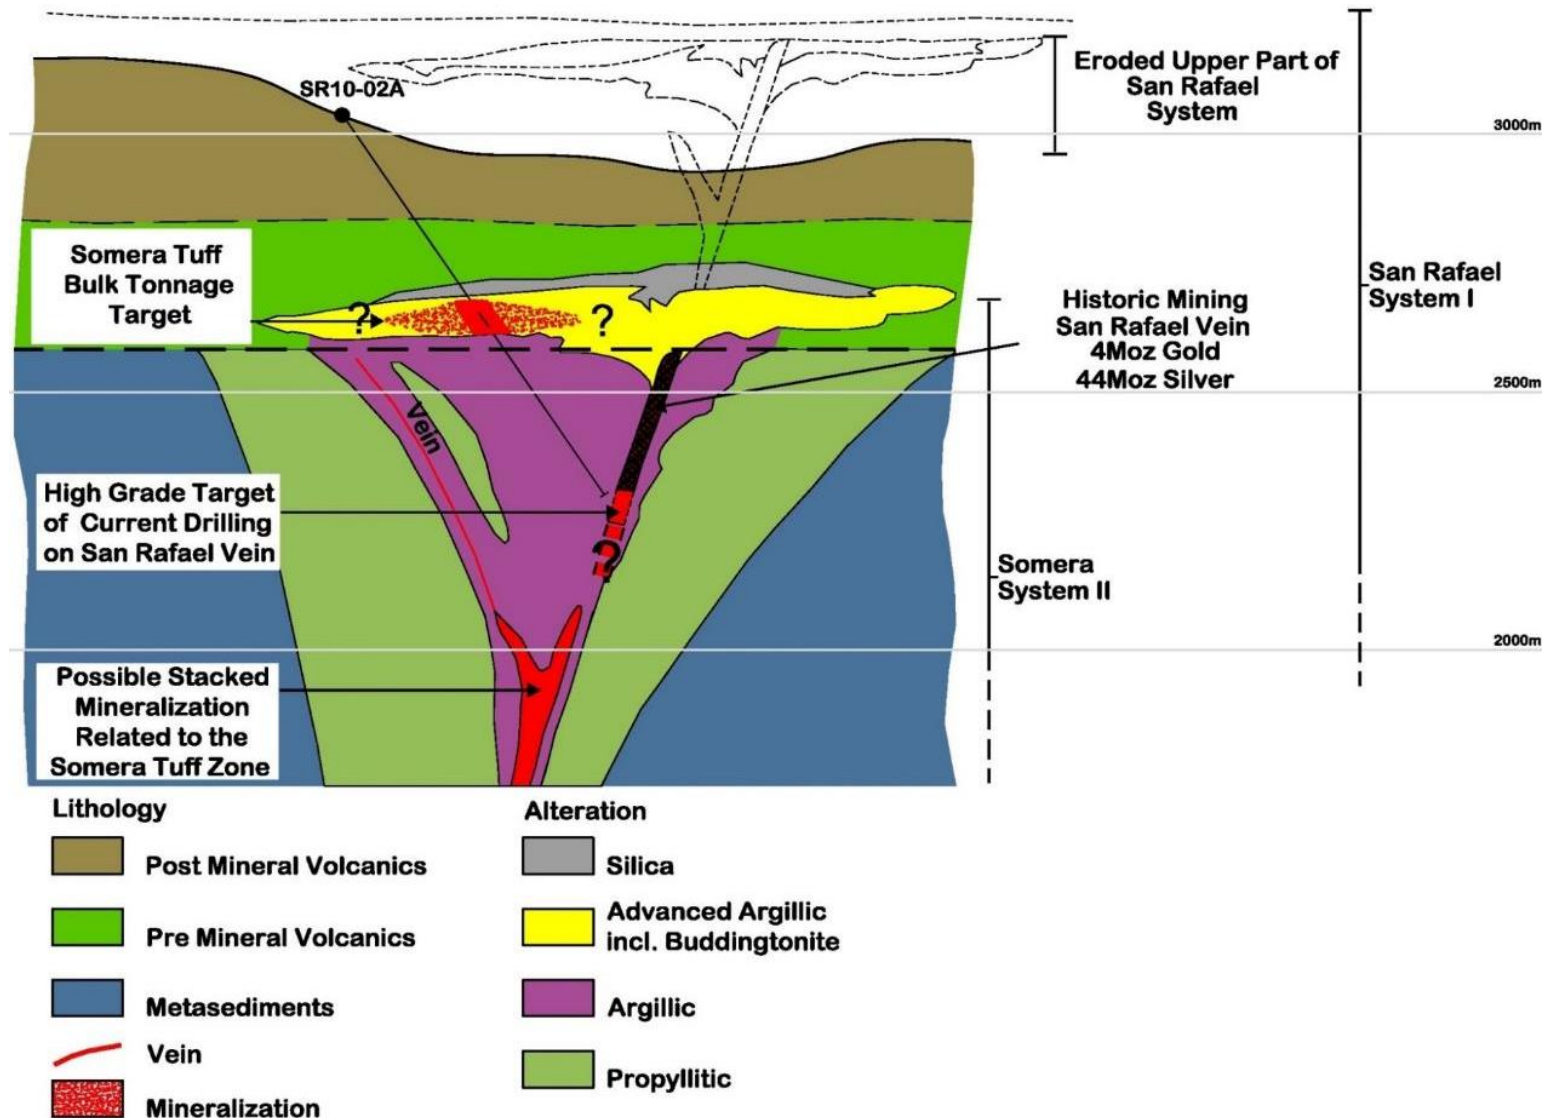 SR10-02A
Eroded Upper Part of
San Rafael
System
3000m
Somera Tuff
Bulk Tonnage
Target
?
?
Historic Mining
San Rafael Vein
4Moz Gold
44Moz Silver
San Rafael
System I
2500m
Vein
High Grade Target
of Current Drilling
on San Rafael Vein
?
Somera
System II
2000m
Possible Stacked
Mineralization
Related to the
Somera Tuff Zone
Lithology
Post Mineral Volcanics
Pre Mineral Volcanics
Metasediments
Vein
Mineralization
Alteration
Silica
Advanced Argillic
incl. Buddingtonite
Argillic
Propyllitic